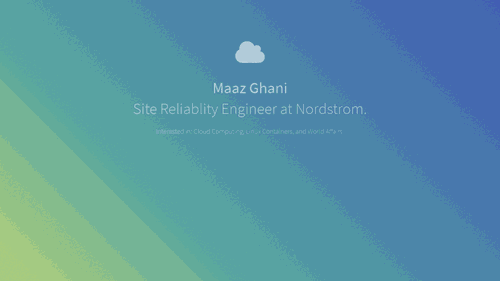 Maaz Ghani
Site Reliablity Engineer at Nordstrom.
Interested in: Cloud Computing, Linux Containers, and World Affairs